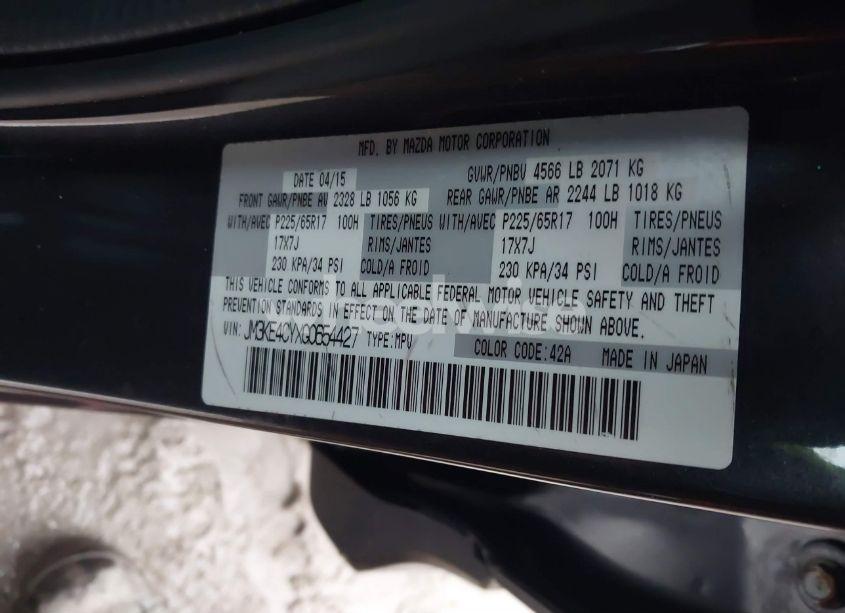 MFD. BY MAZDA MOTOR CORPORATION
DATE 04/15 GVWR/PNBV 4566 LB 2071 KG
FRONT GAWR/PNBE AV 2328 LB 1056 KG REAR GAWR/PNBE AR 2244 LB 1018 KG
WITH/AVEC P225/65R17 100H TIRES/PNEUS WITH/AVEC P225/65R17 100H TIRES/PNEUS
17X7J RIMS/JANTES 17X7J RIMS/JANTES
230 KPA/34 PSI COLD/A FROID 230 KPA/34 PSI COLD/A FROID
THIS VEHICLE CONFORMS TO ALL APPLICABLE FEDERAL MOTOR VEHICLE SAFETY AND THEFT
PREVENTION STANDARDS IN EFFECT ON THE DATE OF MANUFACTURE SHOWN ABOVE.
VIN: JM3KE4CYXG0654427 TYPE:MPV COLOR CODE:42A MADE IN JAPAN